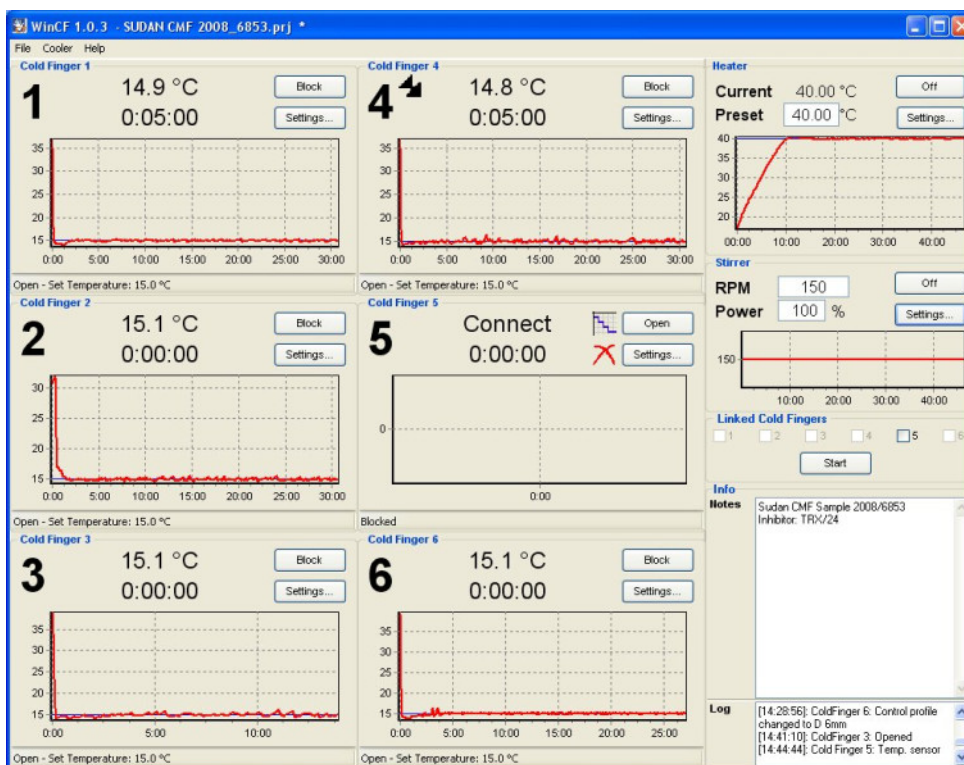 WinCF 1.0.3 - SUDAN CMF 2008_6853.prj *
File Cooler Help
Cold Finger 1
1
14.9 °C
Block
0:05:00
Settings...
35
30
25
20
15
0:00 5:00 10:00 15:00 20:00 25:00 30:00
Open - Set Temperature: 15.0 °C
Cold Finger 2
2
15.1 °C
Block
0:00:00
Settings...
30
25
20
15
0:00 5:00 10:00 15:00 20:00 25:00 30:00
Open - Set Temperature: 15.0 °C
Cold Finger 3
3
15.1 °C
Block
0:00:00
Settings...
35
30
25
20
15
0:00 5:00 10:00
Open - Set Temperature: 15.0 °C
Cold Finger 4
4
14.8 °C
Block
0:05:00
Settings...
35
30
25
20
15
0:00 5:00 10:00 15:00 20:00 25:00 30:00
Open - Set Temperature: 15.0 °C
Cold Finger 5
5
Connect
Open
0:00:00
Settings...
0
0:00
Blocked
Cold Finger 6
6
15.1 °C
Block
0:00:00
Settings...
35
30
25
20
15
0:00 5:00 10:00 15:00 20:00 25:00
Open - Set Temperature: 15.0 °C
Heater
Current 40.00 °C
Off
Preset 40.00 °C
Settings...
40
35
30
25
20
00:00 10:00 20:00 30:00 40:00
Stirrer
RPM 150
Off
Power 100 %
Settings...
150
10:00 20:00 30:00 40:00
Linked Cold Fingers
1 2 3 4 5 6
Start
Info
Notes
Sudan CMF Sample 2008/6853
Inhibitor: TRX/24
Log
[14:28:56]: ColdFinger 6: Control profile
changed to D 6mm
[14:41:10]: ColdFinger 3: Opened
[14:44:44]: Cold Finger 5: Temp. sensor